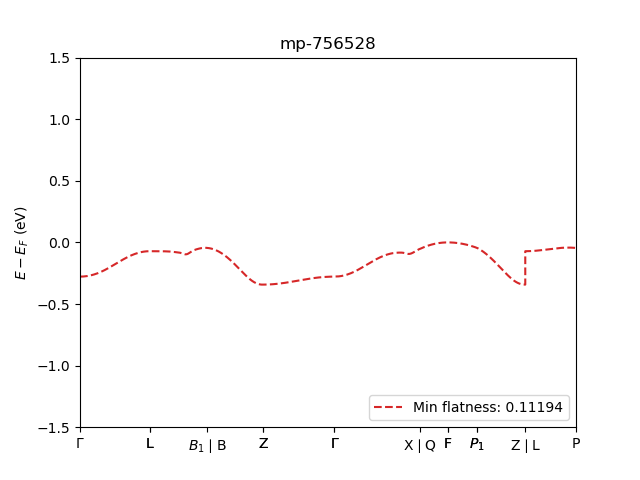 mp-756528
1.5
1.0
0.5
0.0
−0.5
−1.0
−1.5
E − E_F (eV)
Min flatness: 0.11194
Γ L B₁ | B Z Γ X | Q F P₁ Z | L P